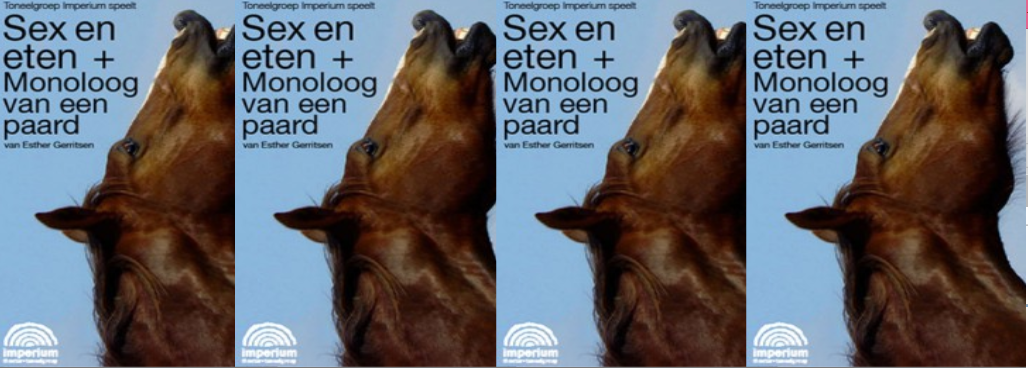 Toneelgroep Imperium speelt
Sex en
eten +
Monoloog
van een
paard
van Esther Gerritsen
imperium
Toneelgroep Imperium speelt
Sex en
eten +
Monoloog
van een
paard
van Esther Gerritsen
imperium
Toneelgroep Imperium speelt
Sex en
eten +
Monoloog
van een
paard
van Esther Gerritsen
imperium
Toneelgroep Imperium speelt
Sex en
eten +
Monoloog
van een
paard
van Esther Gerritsen
imperium